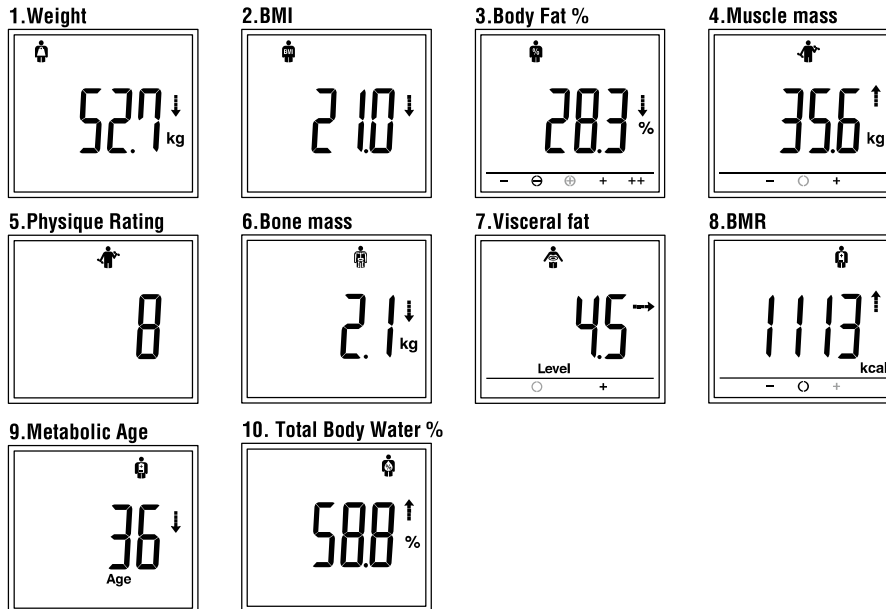 1.Weight
52.7 kg
2.BMI
BMI
21.0
3.Body Fat %
%
28.3 %
- ⊖ ⊕ + ++
4.Muscle mass
35.6 kg
- +
5.Physique Rating
8
6.Bone mass
2.1 kg
7.Visceral fat
4.5
Level
+
8.BMR
1113
kcal
- +
9.Metabolic Age
36
Age
10. Total Body Water %
%
58.8 %